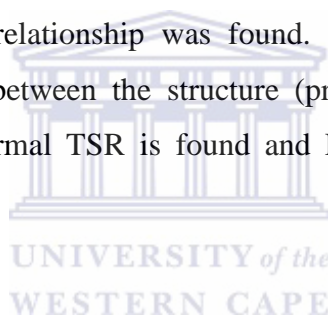 relationship was found.
between the structure (pr
rmal TSR is found and
UNIVERSITY of the
WESTERN CAPE